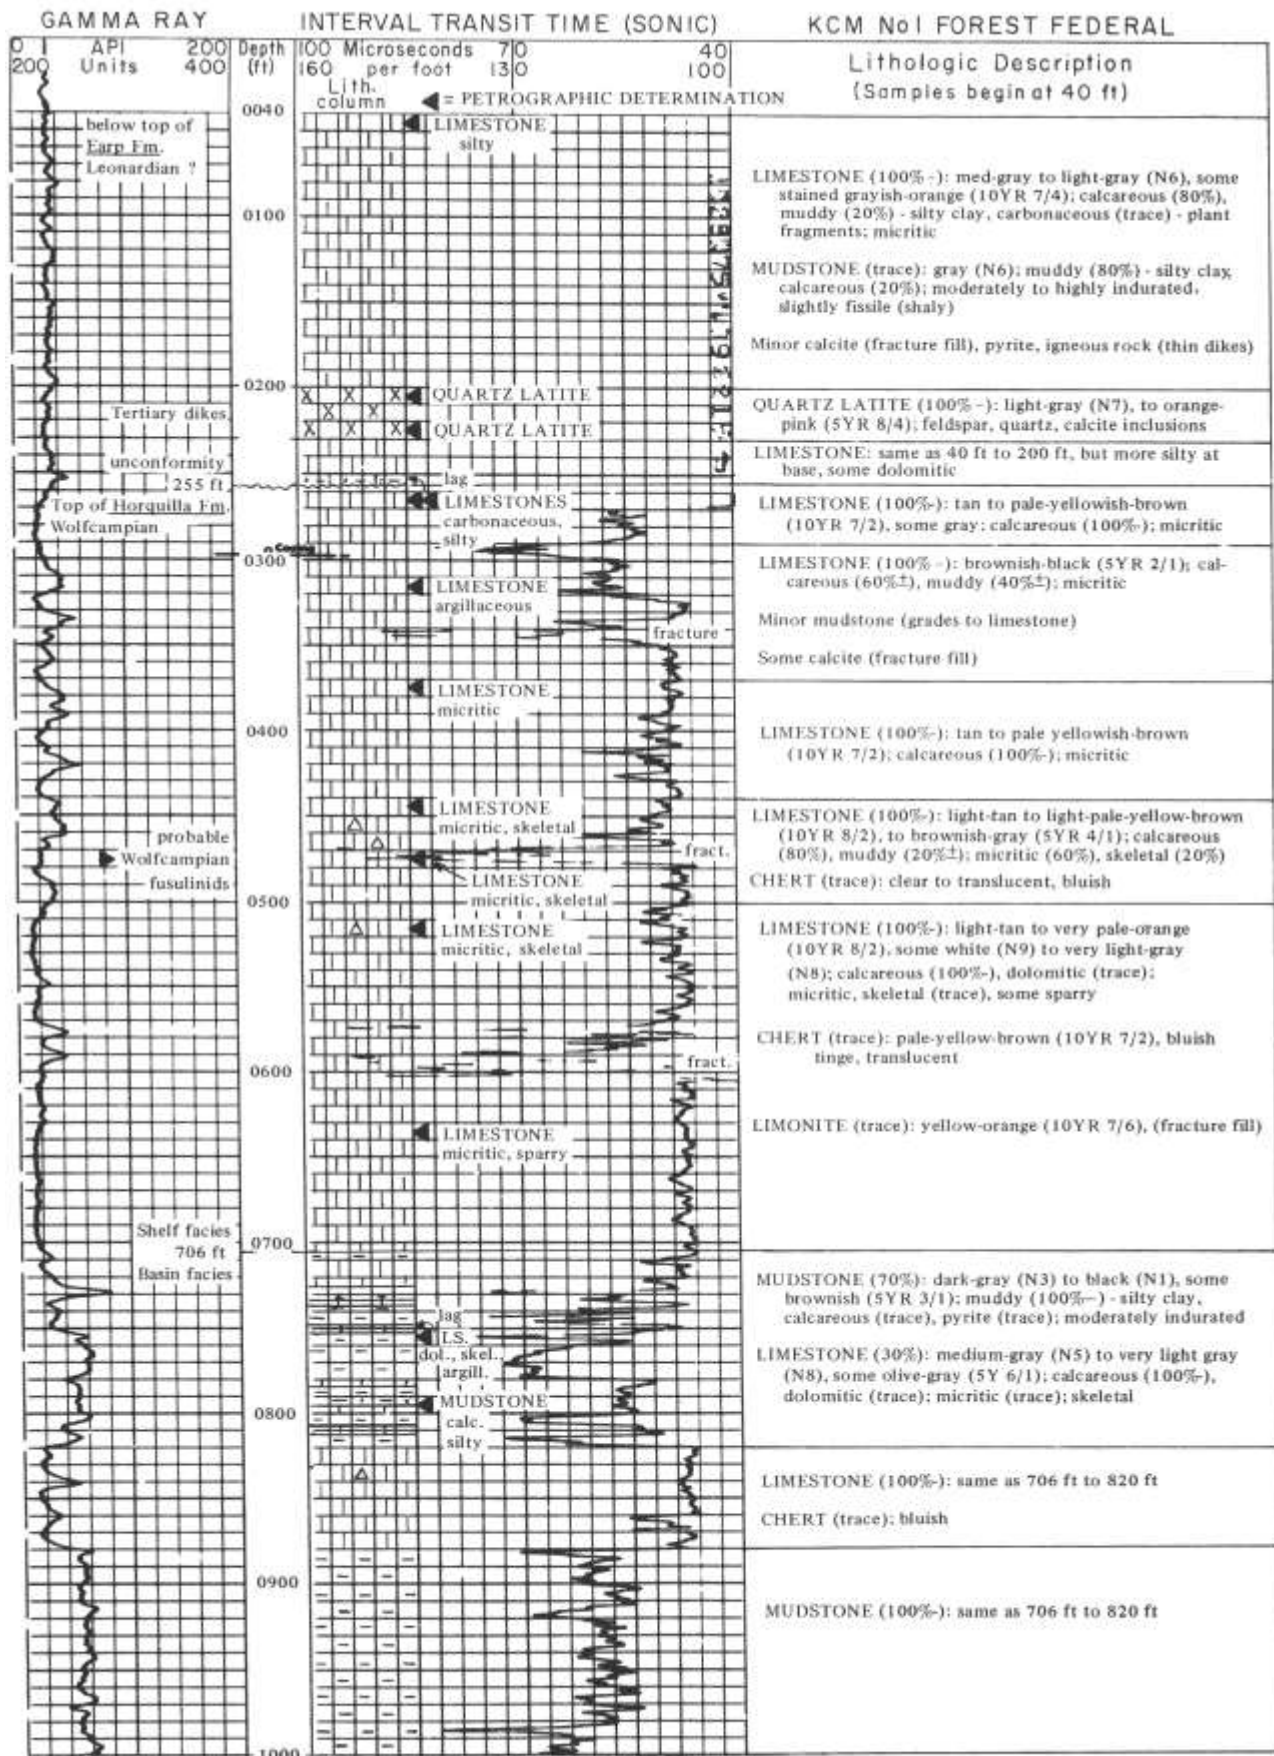 GAMMA RAY
INTERVAL TRANSIT TIME (SONIC)
KCM No1 FOREST FEDERAL
0 API 200
200 Units 400
Depth
(ft)
100 Microseconds 70 40
160 per foot 130 100
Lith.
column
= PETROGRAPHIC DETERMINATION
Lithologic Description
(Samples begin at 40 ft)
0040
below top of
Earp Fm.
Leonardian ?
LIMESTONE
silty
LIMESTONE (100%-): med-gray to light-gray (N6), some
stained grayish-orange (10YR 7/4); calcareous (80%),
muddy (20%) - silty clay, carbonaceous (trace) - plant
fragments; micritic
0100
MUDSTONE (trace): gray (N6); muddy (80%) - silty clay,
calcareous (20%); moderately to highly indurated,
slightly fissile (shaly)
Minor calcite (fracture fill), pyrite, igneous rock (thin dikes)
0200
Tertiary dikes
QUARTZ LATITE
QUARTZ LATITE
QUARTZ LATITE (100%-): light-gray (N7), to orange-
pink (5YR 8/4); feldspar, quartz, calcite inclusions
unconformity
255 ft
lag
LIMESTONE: same as 40 ft to 200 ft, but more silty at
base, some dolomitic
Top of Horquilla Fm.
Wolfcampian
LIMESTONES
carbonaceous,
silty
LIMESTONE (100%-): tan to pale-yellowish-brown
(10YR 7/2), some gray; calcareous (100%-); micritic
0300
LIMESTONE
argillaceous
fracture
LIMESTONE (100%-): brownish-black (5YR 2/1); cal-
careous (60%±), muddy (40%±); micritic
Minor mudstone (grades to limestone)
Some calcite (fracture fill)
LIMESTONE
micritic
0400
LIMESTONE (100%-): tan to pale yellowish-brown
(10YR 7/2); calcareous (100%-); micritic
probable
Wolfcampian
fusulinids
LIMESTONE
micritic, skeletal
fract.
LIMESTONE
micritic, skeletal
LIMESTONE (100%-): light-tan to light-pale-yellow-brown
(10YR 8/2), to brownish-gray (5YR 4/1); calcareous
(80%), muddy (20%±); micritic (60%), skeletal (20%)
CHERT (trace): clear to translucent, bluish
0500
LIMESTONE
micritic, skeletal
LIMESTONE (100%-): light-tan to very pale-orange
(10YR 8/2), some white (N9) to very light-gray
(N8); calcareous (100%-), dolomitic (trace);
micritic, skeletal (trace), some sparry
CHERT (trace): pale-yellow-brown (10YR 7/2), bluish
tinge, translucent
fract.
0600
LIMESTONE
micritic, sparry
LIMONITE (trace): yellow-orange (10YR 7/6), (fracture fill)
Shelf facies
706 ft
Basin facies
0700
lag
LS.
dol., skel.,
argill.
MUDSTONE (70%): dark-gray (N3) to black (N1), some
brownish (5YR 3/1); muddy (100%-) - silty clay,
calcareous (trace), pyrite (trace); moderately indurated
LIMESTONE (30%): medium-gray (N5) to very light gray
(N8), some olive-gray (5Y 6/1); calcareous (100%-),
dolomitic (trace); micritic (trace); skeletal
0800
MUDSTONE
calc.
silty
LIMESTONE (100%-): same as 706 ft to 820 ft
CHERT (trace); bluish
0900
MUDSTONE (100%-): same as 706 ft to 820 ft
1000